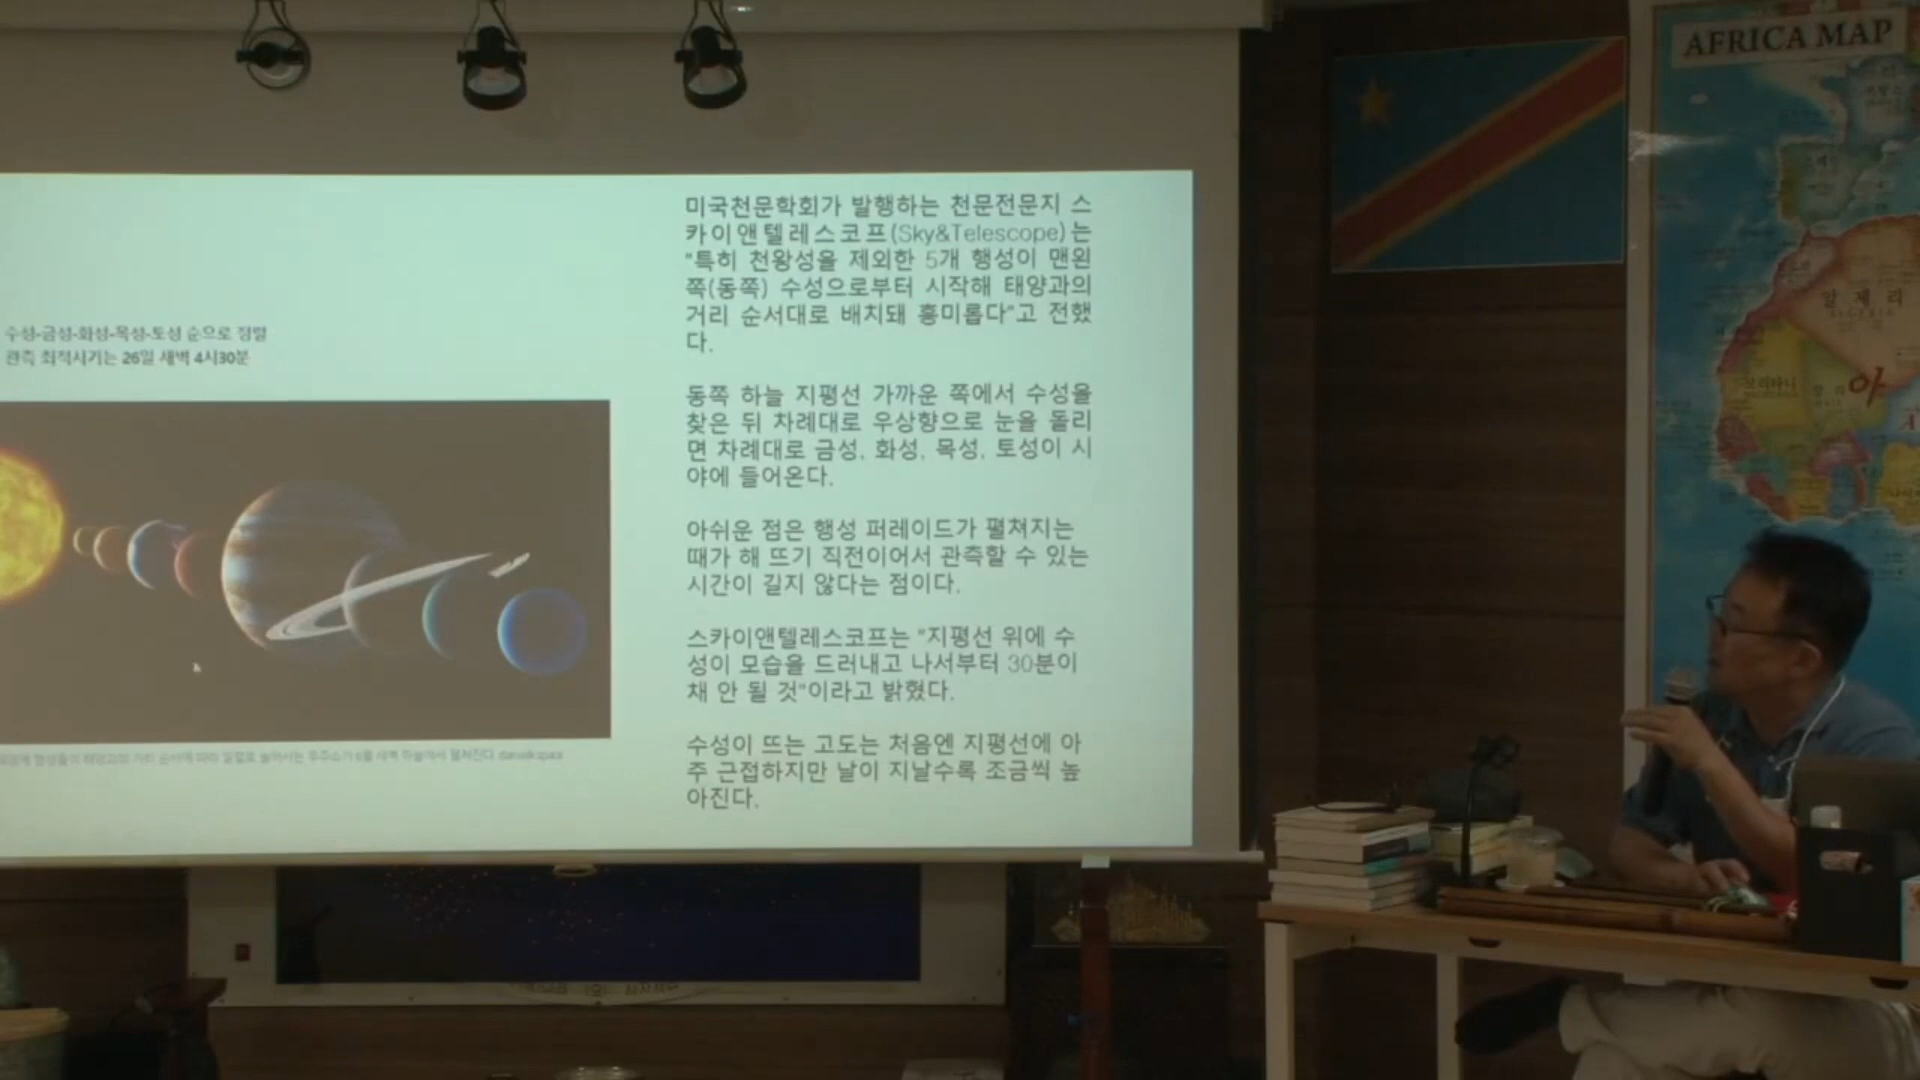 수성-금성-화성-목성-토성 순으로 정렬
관측 최적시기는 26일 새벽 4시30분
미국천문학회가 발행하는 천문전문지 스
카이앤텔레스코프(Sky&Telescope)는
"특히 천왕성을 제외한 5개 행성이 맨왼
쪽(동쪽) 수성으로부터 시작해 태양과의
거리 순서대로 배치돼 흥미롭다"고 전했
다.
동쪽 하늘 지평선 가까운 쪽에서 수성을
찾은 뒤 차례대로 우상향으로 눈을 돌리
면 차례대로 금성, 화성, 목성, 토성이 시
야에 들어온다.
아쉬운 점은 행성 퍼레이드가 펼쳐지는
때가 해 뜨기 직전이어서 관측할 수 있는
시간이 길지 않다는 점이다.
스카이앤텔레스코프는 "지평선 위에 수
성이 모습을 드러내고 나서부터 30분이
채 안 될 것"이라고 밝혔다.
수성이 뜨는 고도는 처음엔 지평선에 아
주 근접하지만 날이 지날수록 조금씩 높
아진다.
AFRICA MAP
알제리
모리타니
말리
아